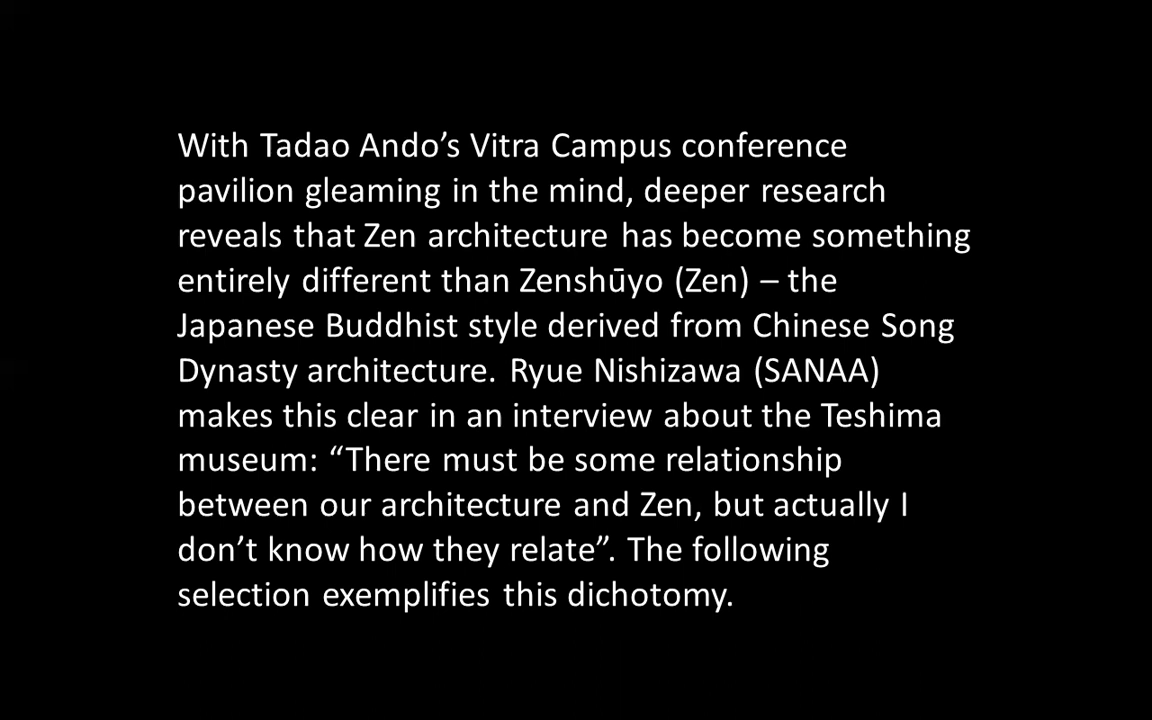 With Tadao Ando’s Vitra Campus conference
pavilion gleaming in the mind, deeper research
reveals that Zen architecture has become something
entirely different than Zenshūyo (Zen) – the
Japanese Buddhist style derived from Chinese Song
Dynasty architecture. Ryue Nishizawa (SANAA)
makes this clear in an interview about the Teshima
museum: “There must be some relationship
between our architecture and Zen, but actually I
don’t know how they relate”. The following
selection exemplifies this dichotomy.